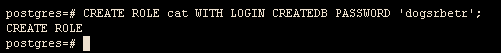 postgres=# CREATE ROLE cat WITH LOGIN CREATEDB PASSWORD 'dogsrbetr';
CREATE ROLE
postgres=#